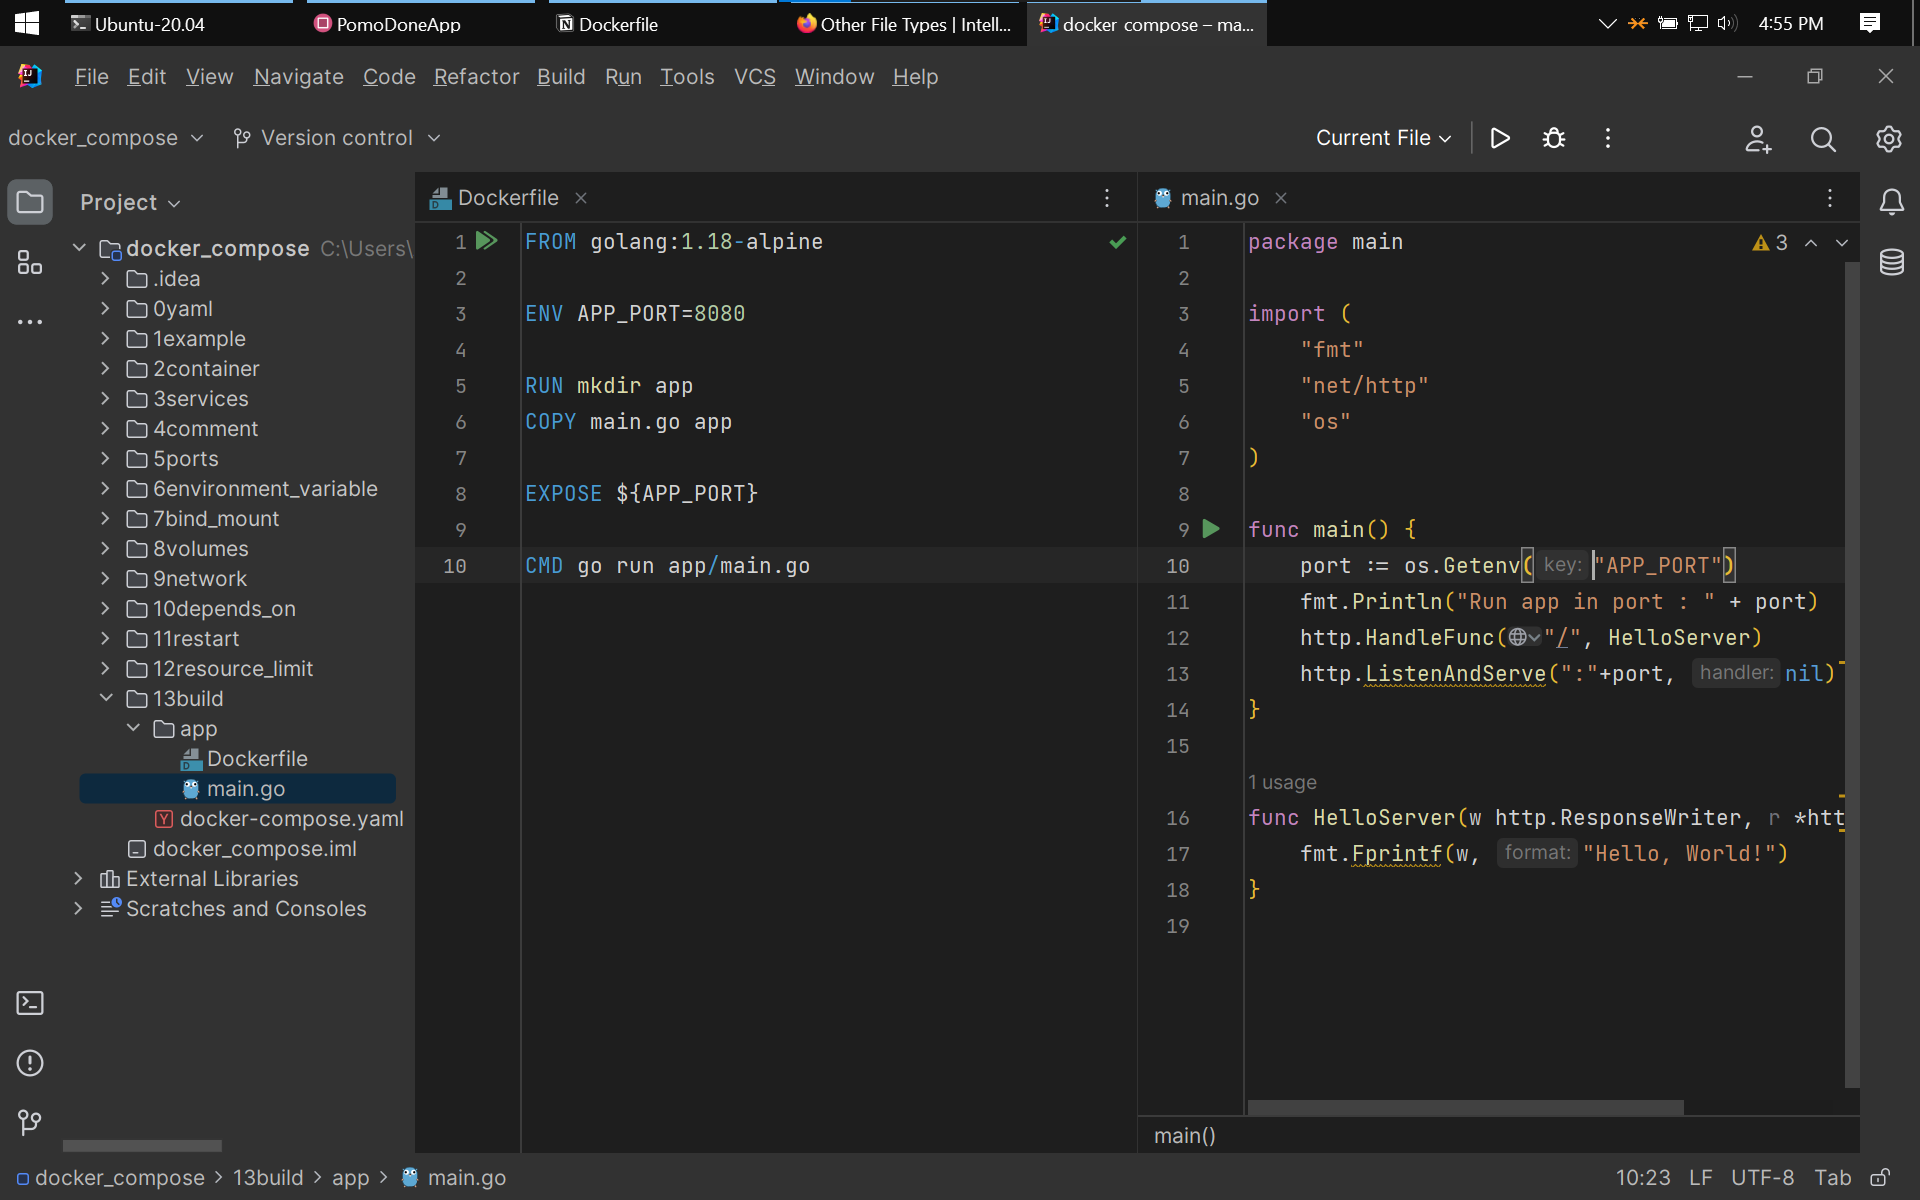 Ubuntu-20.04
PomoDoneApp
Dockerfile
Other File Types | Intell...
docker_compose – ma...
4:55 PM
File Edit View Navigate Code Refactor Build Run Tools VCS Window Help
docker_compose
Version control
Current File
Project
docker_compose C:\Users\
.idea
0yaml
1example
2container
3services
4comment
5ports
6environment_variable
7bind_mount
8volumes
9network
10depends_on
11restart
12resource_limit
13build
app
Dockerfile
main.go
docker-compose.yaml
docker_compose.iml
External Libraries
Scratches and Consoles
Dockerfile
1 FROM golang:1.18-alpine
2
3 ENV APP_PORT=8080
4
5 RUN mkdir app
6 COPY main.go app
7
8 EXPOSE ${APP_PORT}
9
10 CMD go run app/main.go
main.go
3
1 package main
2
3 import (
4 "fmt"
5 "net/http"
6 "os"
7 )
8
9 func main() {
10 port := os.Getenv( key: "APP_PORT")
11 fmt.Println("Run app in port : " + port)
12 http.HandleFunc("/", HelloServer)
13 http.ListenAndServe(":"+port, handler: nil)
14 }
15
1 usage
16 func HelloServer(w http.ResponseWriter, r *htt
17 fmt.Fprintf(w, format: "Hello, World!")
18 }
19
main()
docker_compose > 13build > app > main.go
10:23 LF UTF-8 Tab